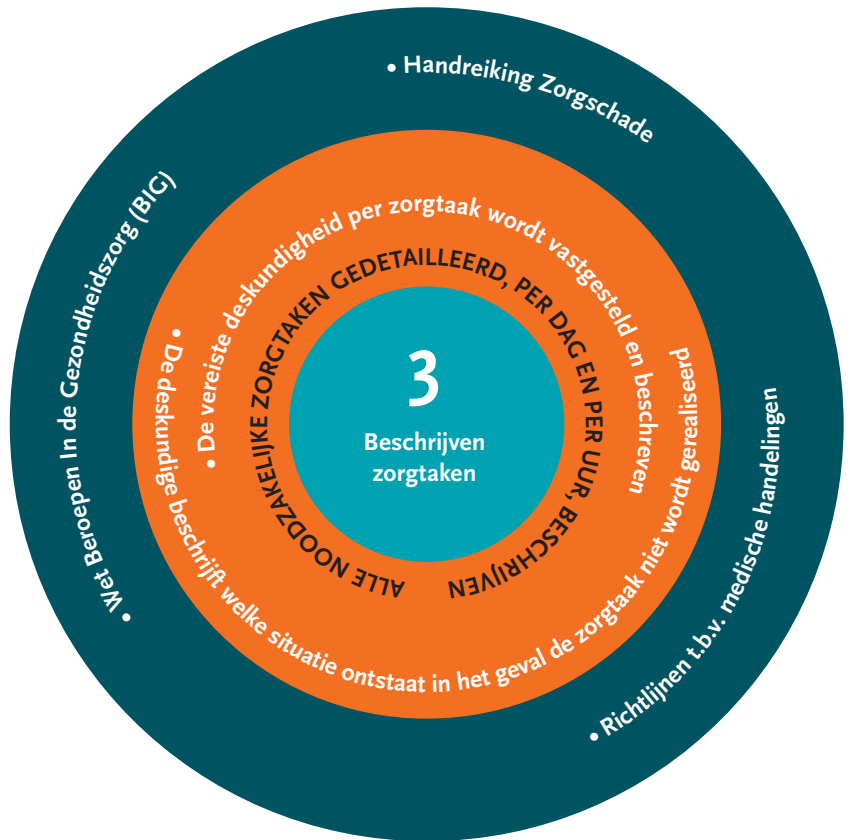 3
Beschrijven
zorgtaken
ALLE NOODZAKELIJKE ZORGTAKEN GEDETAILLEERD, PER DAG EN PER UUR, BESCHRIJVEN
• De vereiste deskundigheid per zorgtaak wordt vastgesteld en beschreven
• De deskundige beschrijft welke situatie ontstaat in het geval de zorgtaak niet wordt gerealiseerd
• Wet Beroepen In de Gezondheidszorg (BIG)
• Handreiking Zorgschade
• Richtlijnen t.b.v. medische handelingen